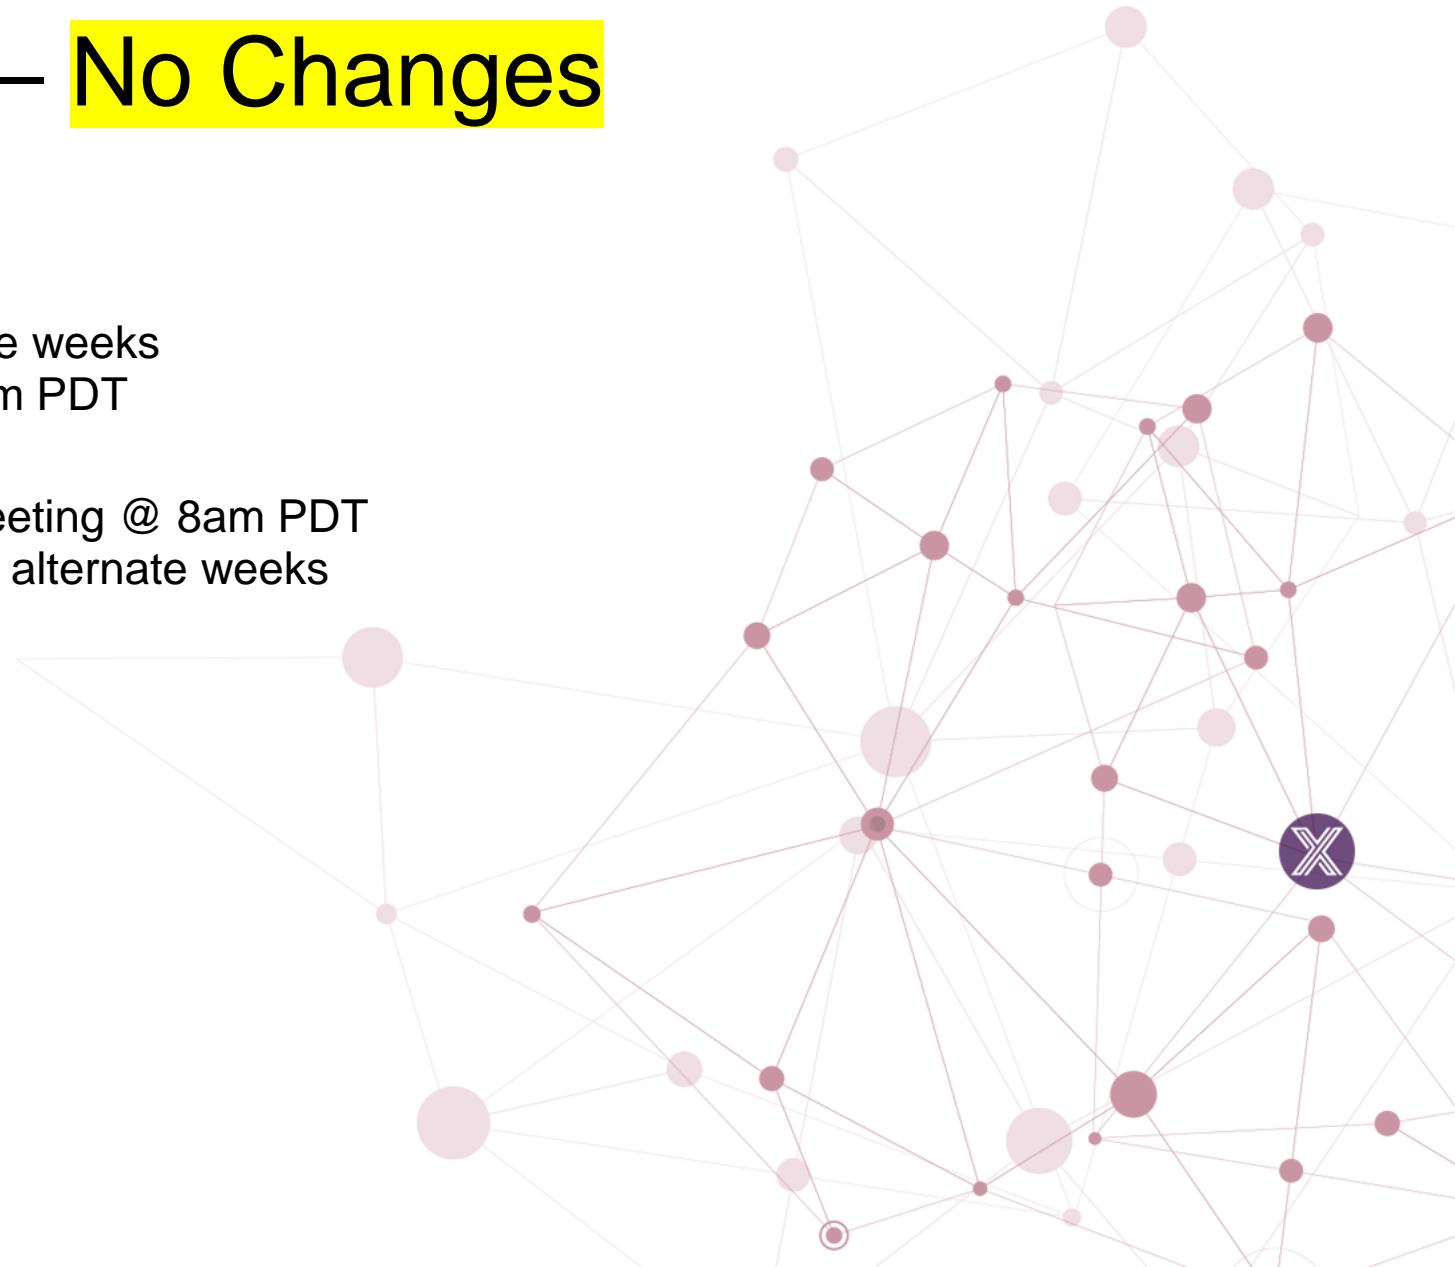 – No Changes
e weeks
m PDT
eeting @ 8am PDT
alternate weeks